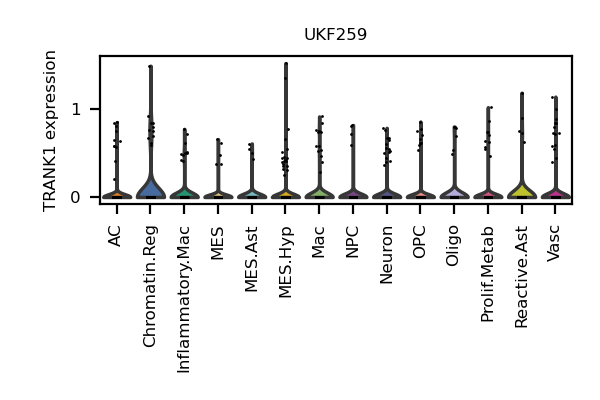 UKF259
TRANK1 expression
1
0
AC
Chromatin.Reg
Inflammatory.Mac
MES
MES.Ast
MES.Hyp
Mac
NPC
Neuron
OPC
Oligo
Prolif.Metab
Reactive.Ast
Vasc